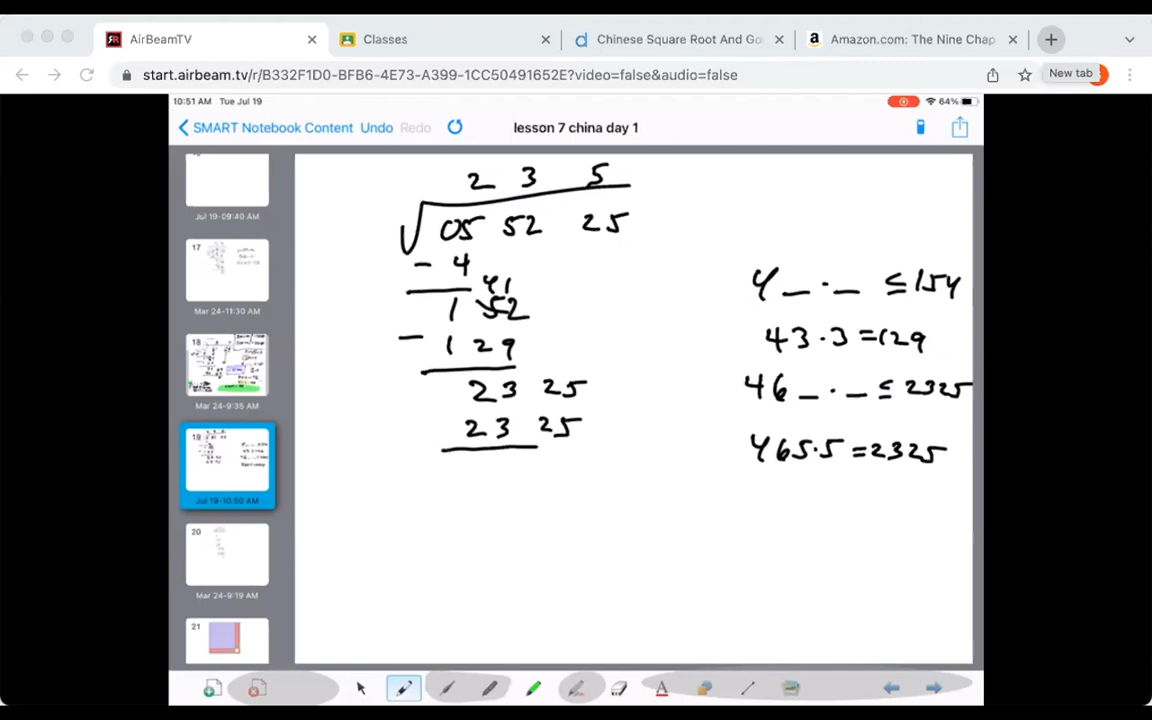 AirBeamTV
Classes
Chinese Square Root And Go
Amazon.com: The Nine Chap
start.airbeam.tv/r/B332F1D0-BFB6-4E73-A399-1CC50491652E?video=false&audio=false
New tab
10:51 AM Tue Jul 19
64%
SMART Notebook Content
Undo
Redo
lesson 7 china day 1
Jul 19-09:40 AM
17
Mar 24-11:30 AM
18
Mar 24-9:35 AM
19
Jul 19-10:50 AM
20
Mar 24-9:19 AM
21
2 3 5
√ 05 52 25
- 4
41
1 52
- 129
23 25
23 25
4_ · _ ≤ 154
43 · 3 = 129
46_ · _ ≤ 2325
465 · 5 = 2325
A